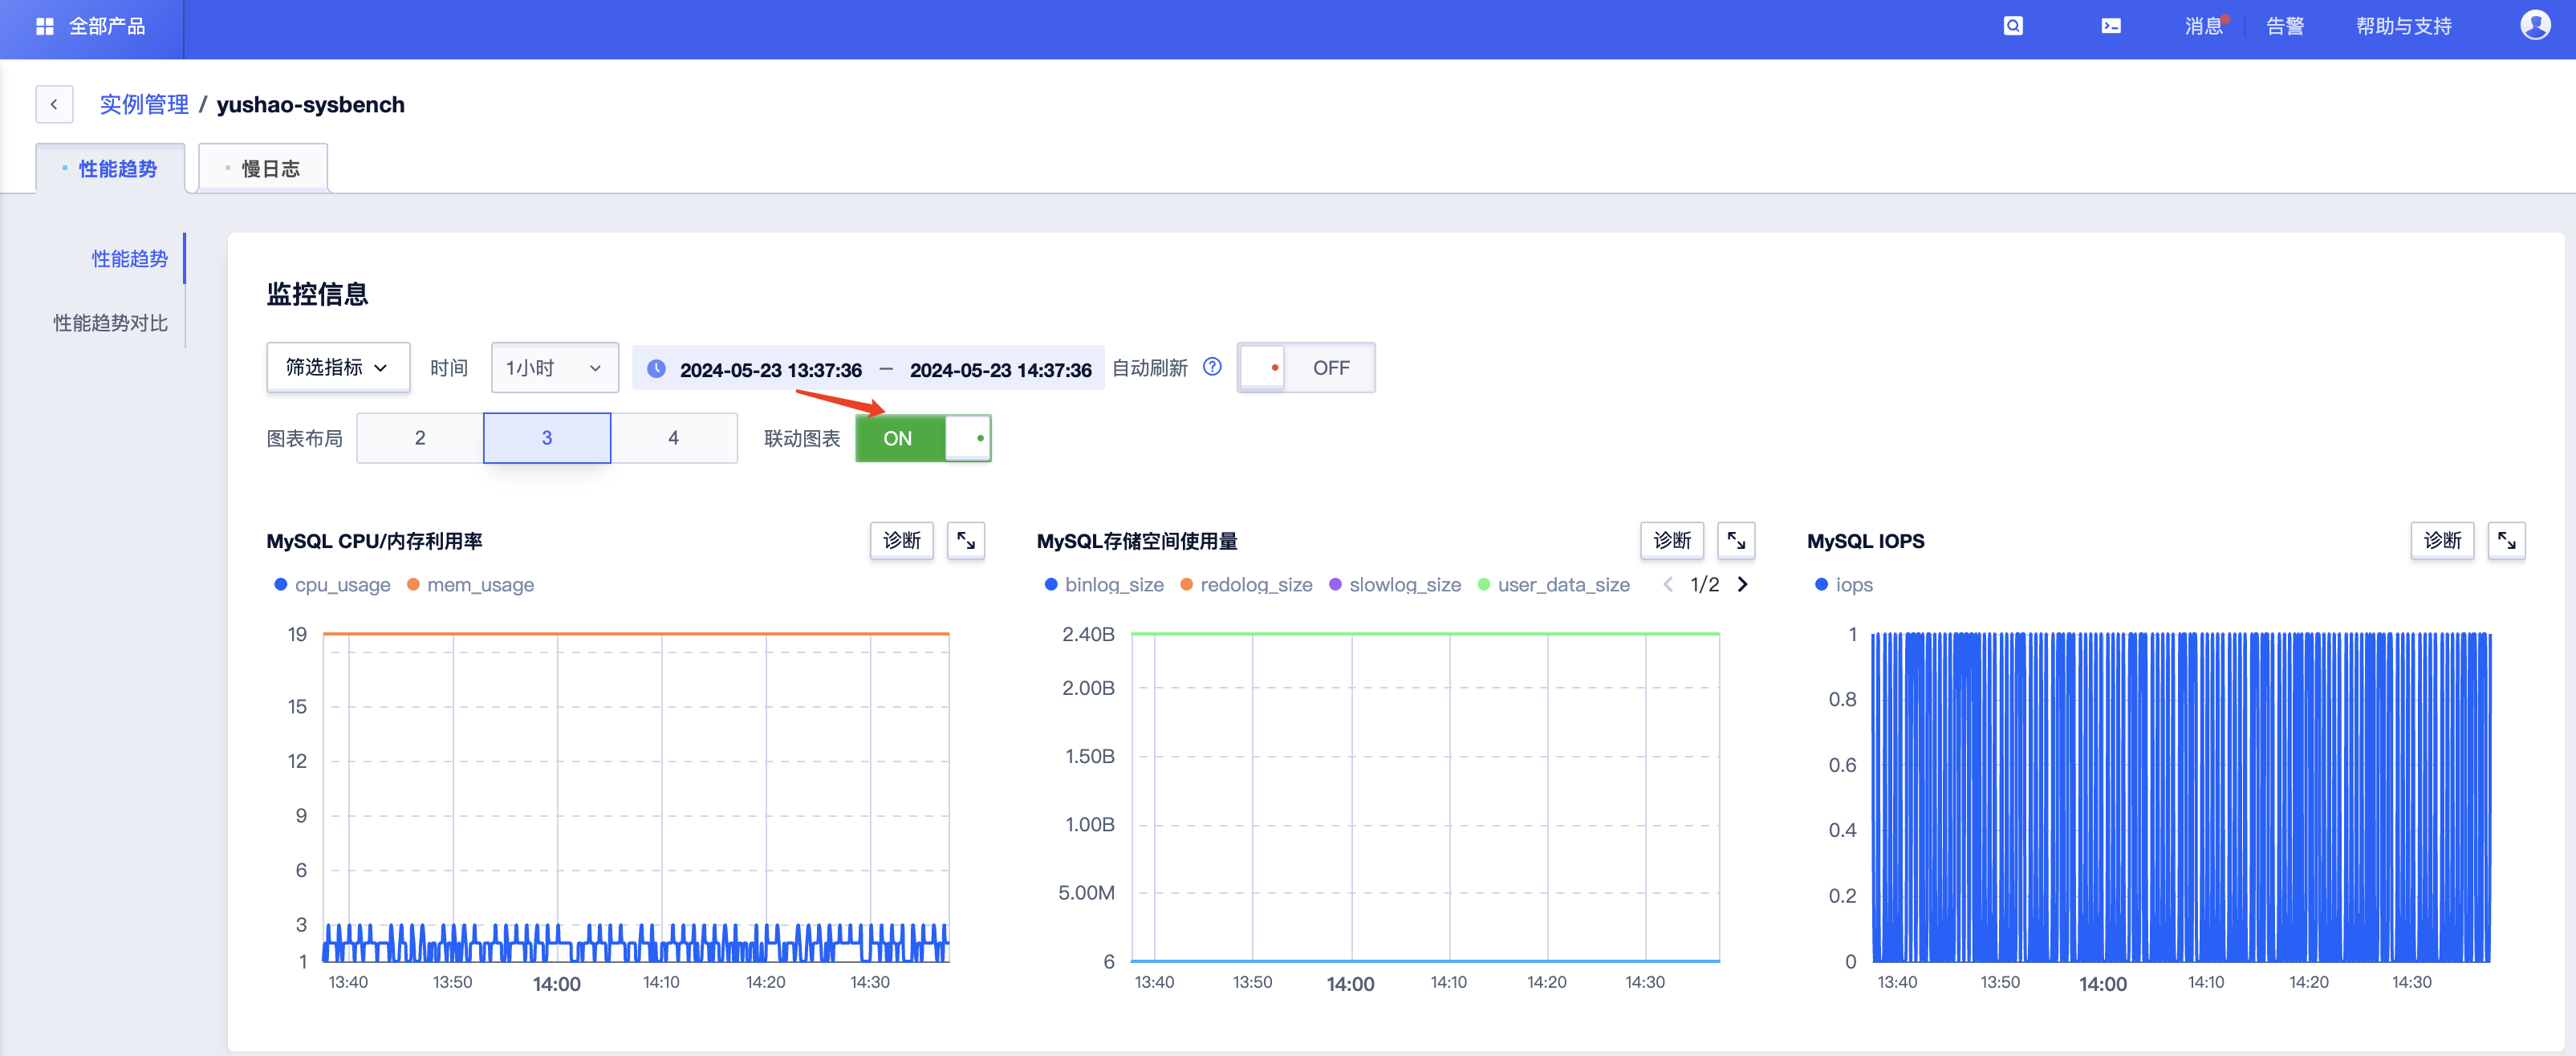 全部产品
消息
告警
帮助与支持
实例管理 / yushao-sysbench
性能趋势
慢日志
性能趋势
性能趋势对比
监控信息
筛选指标 时间 1小时 2024-05-23 13:37:36 — 2024-05-23 14:37:36 自动刷新 ? OFF
图表布局 2 3 4 联动图表 ON
MySQL CPU/内存利用率 诊断
cpu_usage mem_usage
19
15
12
9
6
3
1
13:40 13:50 14:00 14:10 14:20 14:30
MySQL存储空间使用量 诊断
binlog_size redolog_size slowlog_size user_data_size 1/2
2.40B
2.00B
1.50B
1.00B
5.00M
6
13:40 13:50 14:00 14:10 14:20 14:30
MySQL IOPS 诊断
iops
1
0.8
0.6
0.4
0.2
0
13:40 13:50 14:00 14:10 14:20 14:30